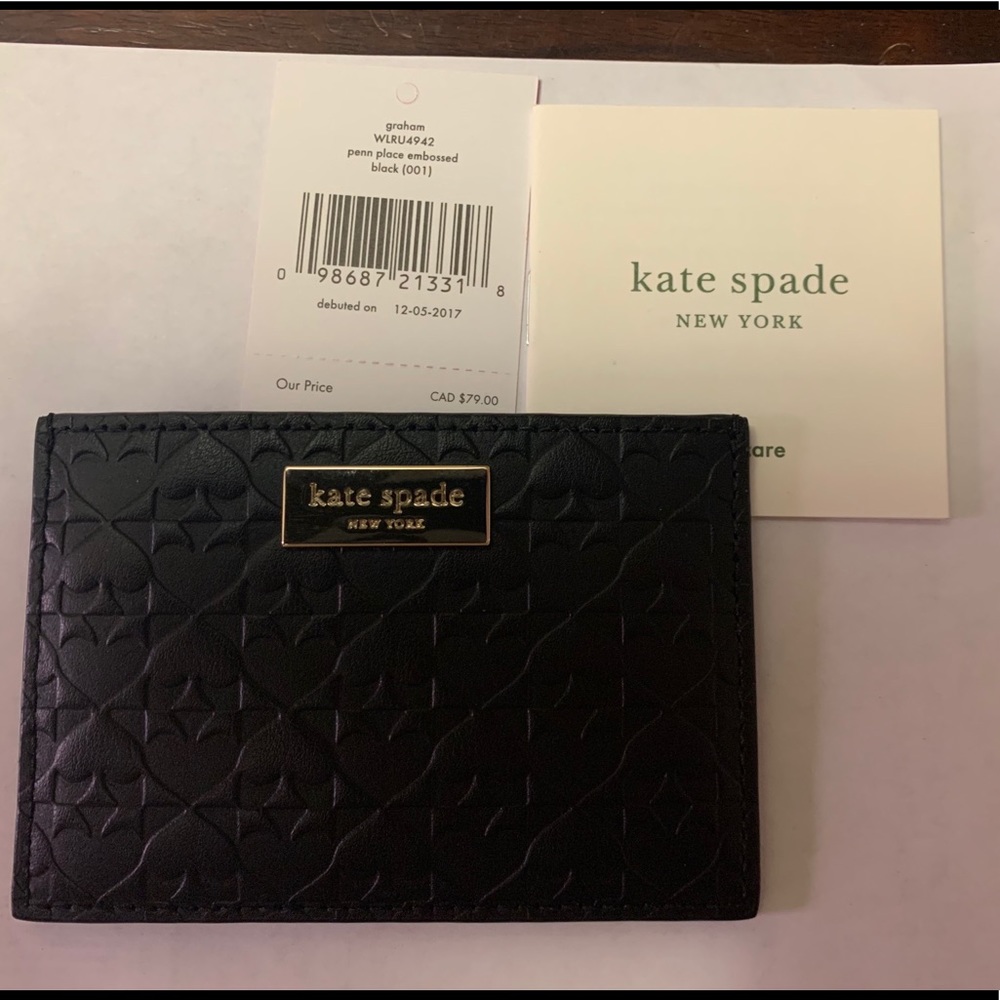 graham
WLRU4942
penn place embossed
black (001)
0 98687 21331 8
debuted on 12-05-2017
Our Price CAD $79.00
kate spade
NEW YORK
kate spade
NEW YORK